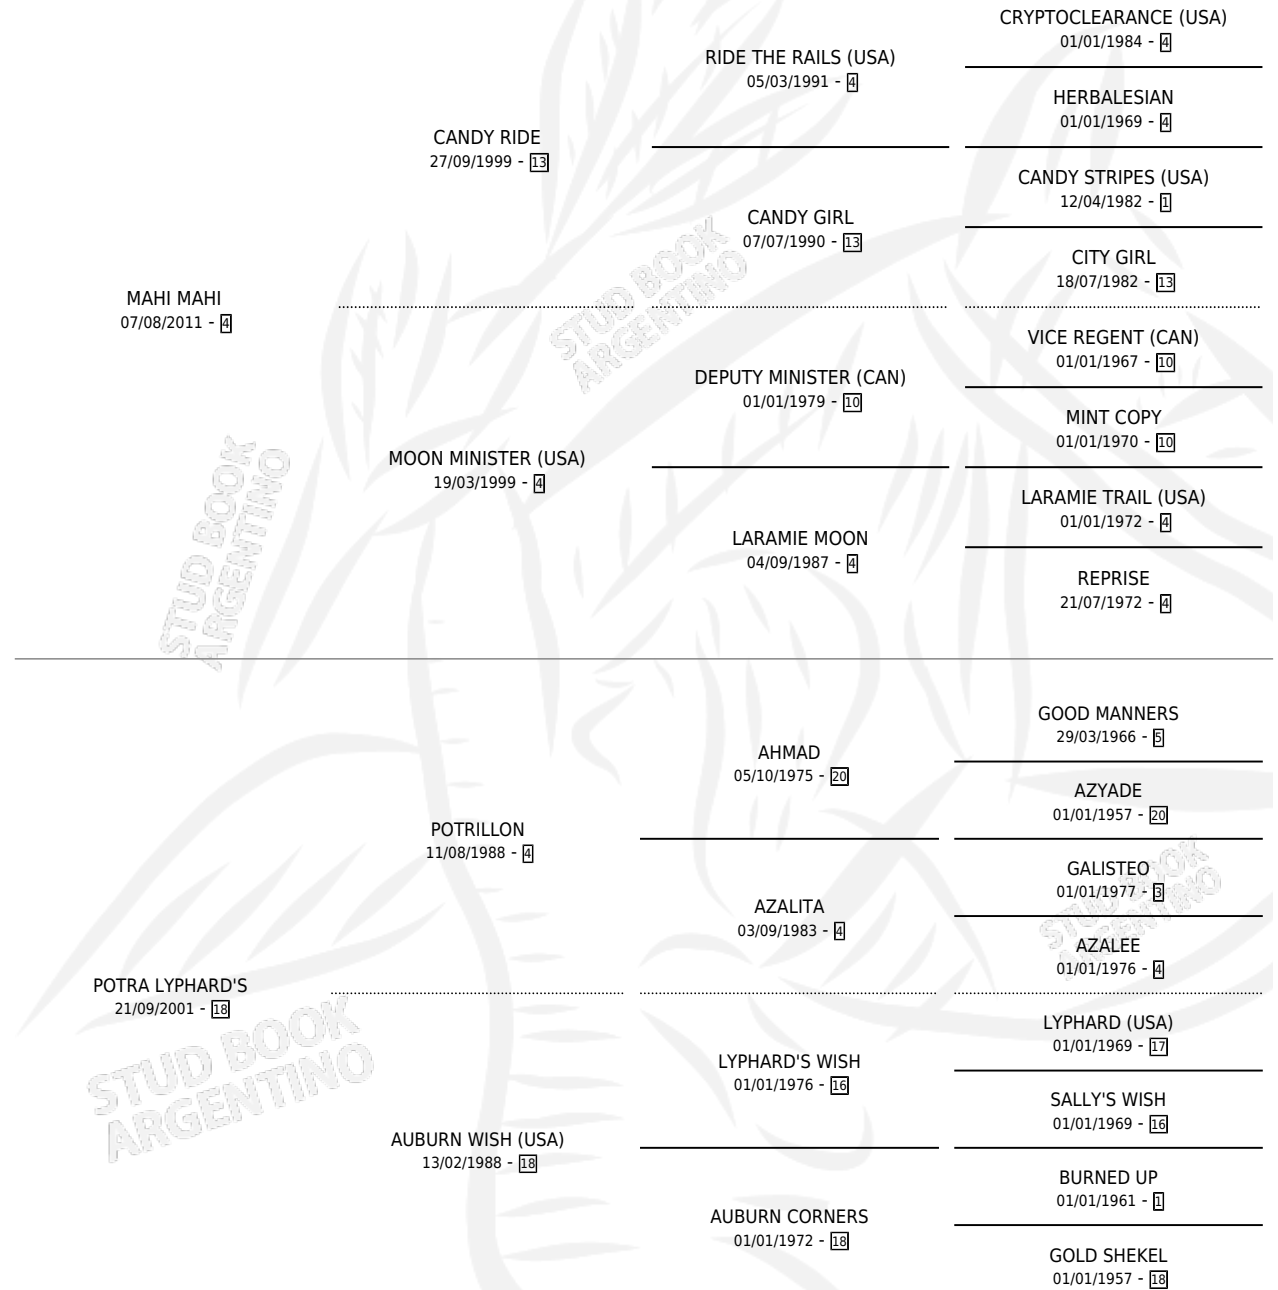 CRYPTOCLEARANCE (USA)
01/01/1984 - 4
RIDE THE RAILS (USA)
05/03/1991 - 4
HERBALESIAN
01/01/1969 - 4
CANDY RIDE
27/09/1999 - 13
CANDY STRIPES (USA)
12/04/1982 - 1
CANDY GIRL
07/07/1990 - 13
CITY GIRL
18/07/1982 - 13
MAHI MAHI
07/08/2011 - 4
VICE REGENT (CAN)
01/01/1967 - 10
DEPUTY MINISTER (CAN)
01/01/1979 - 10
MINT COPY
01/01/1970 - 10
MOON MINISTER (USA)
19/03/1999 - 4
LARAMIE TRAIL (USA)
01/01/1972 - 4
LARAMIE MOON
04/09/1987 - 4
REPRISE
21/07/1972 - 4
STUD BOOK
ARGENTINO
STUD BOOK
ARGENTINO
GOOD MANNERS
29/03/1966 - 5
AHMAD
05/10/1975 - 20
AZYADE
01/01/1957 - 20
POTRILLON
11/08/1988 - 4
GALISTEO
01/01/1977 - 3
AZALITA
03/09/1983 - 4
AZALEE
01/01/1976 - 4
STUD BOOK
ARGENTINO
POTRA LYPHARD'S
21/09/2001 - 18
LYPHARD (USA)
01/01/1969 - 17
LYPHARD'S WISH
01/01/1976 - 16
SALLY'S WISH
01/01/1969 - 16
STUD BOOK
ARGENTINO
AUBURN WISH (USA)
13/02/1988 - 18
BURNED UP
01/01/1961 - 1
AUBURN CORNERS
01/01/1972 - 18
GOLD SHEKEL
01/01/1957 - 18